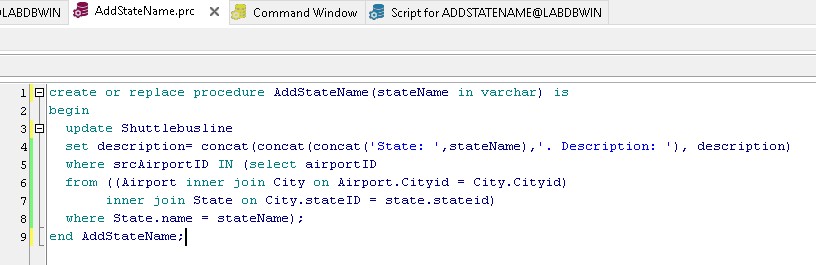 LABDBWIN AddStateName.prc Command Window Script for ADDSTATENAME@LABDBWIN
1 create or replace procedure AddStateName(stateName in varchar) is
2 begin
3 update Shuttlebusline
4 set description= concat(concat(concat('State: ',stateName),'. Description: '), description)
5 where srcAirportID IN (select airportID
6 from ((Airport inner join City on Airport.Cityid = City.Cityid)
7 inner join State on City.stateID = state.stateid)
8 where State.name = stateName);
9 end AddStateName;